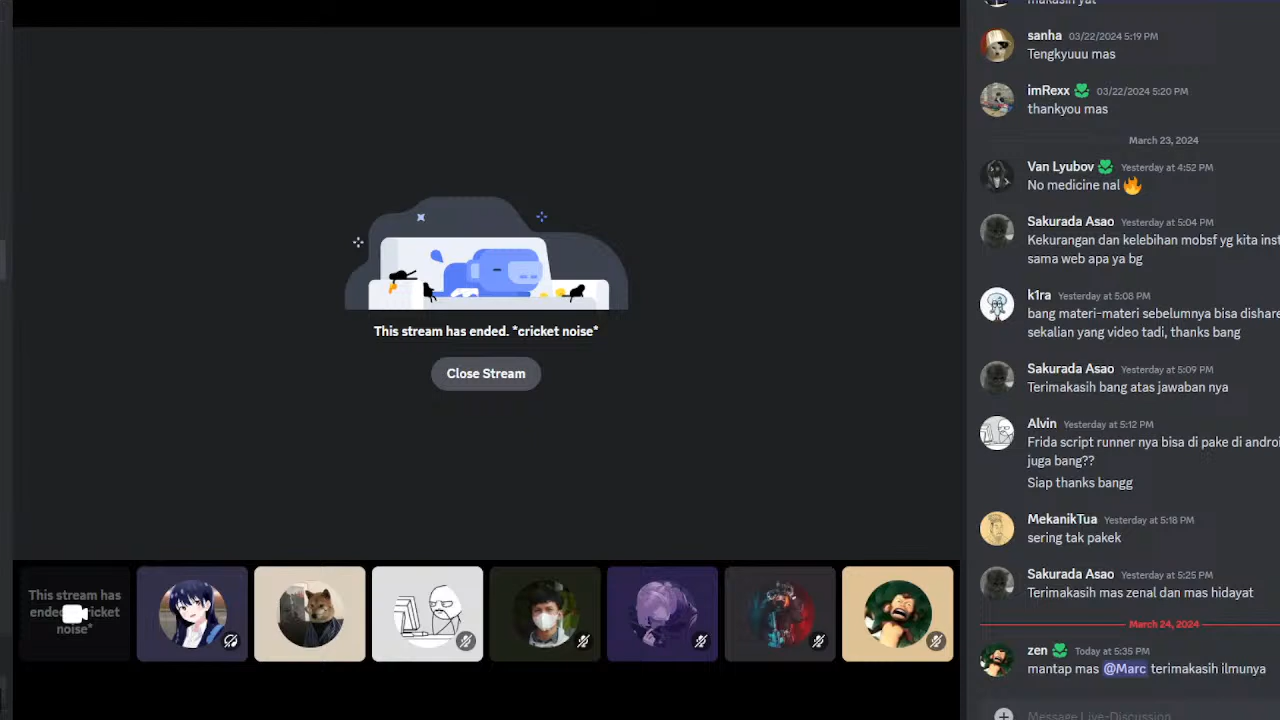 This stream has ended. *cricket noise*
Close Stream
This stream has
ended. *cricket
noise*
makasih yat
sanha 03/22/2024 5:19 PM
Tengkyuuu mas
imRexx 03/22/2024 5:20 PM
thankyou mas
March 23, 2024
Van Lyubov Yesterday at 4:52 PM
No medicine nal 🔥
Sakurada Asao Yesterday at 5:04 PM
Kekurangan dan kelebihan mobsf yg kita inst
sama web apa ya bg
k1ra Yesterday at 5:08 PM
bang materi-materi sebelumnya bisa dishare
sekalian yang video tadi, thanks bang
Sakurada Asao Yesterday at 5:09 PM
Terimakasih bang atas jawaban nya
Alvin Yesterday at 5:12 PM
Frida script runner nya bisa di pake di androi
juga bang??
Siap thanks bangg
MekanikTua Yesterday at 5:18 PM
sering tak pakek
Sakurada Asao Yesterday at 5:25 PM
Terimakasih mas zenal dan mas hidayat
March 24, 2024
zen Today at 5:35 PM
mantap mas @Marc terimakasih ilmunya
Message Live-Discussion